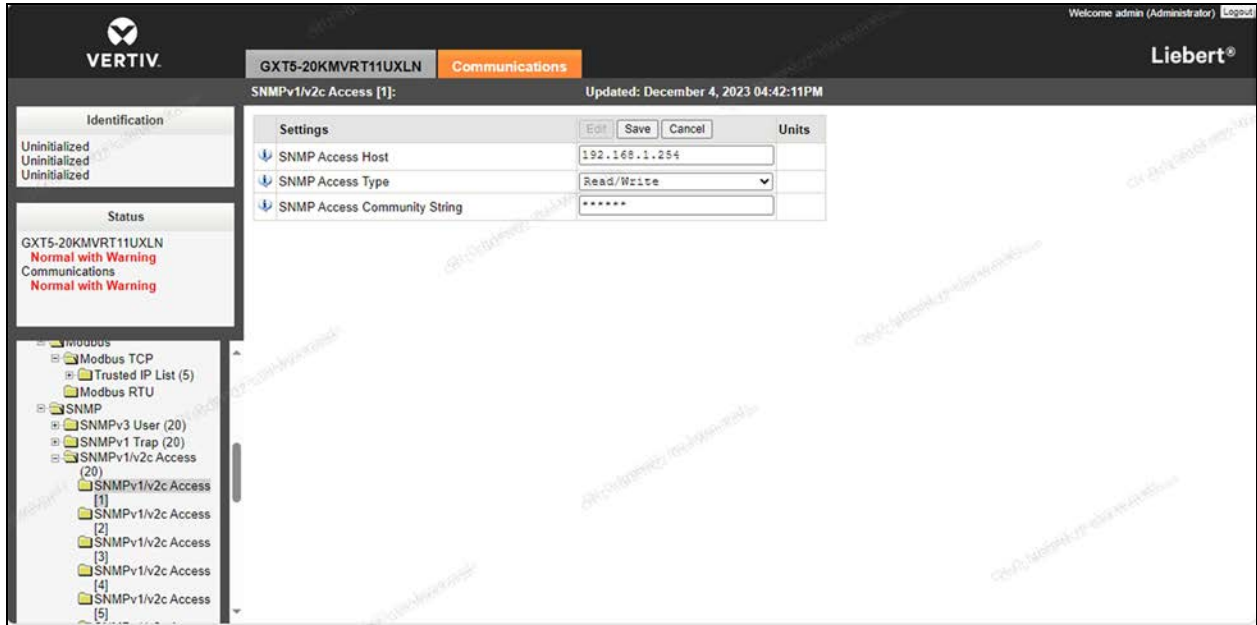 Welcome admin (Administrator) Logout
VERTIV.
Liebert®
GXT5-20KMVRT11UXLN Communications
SNMPv1/v2c Access [1]: Updated: December 4, 2023 04:42:11PM
Identification
Uninitialized
Uninitialized
Uninitialized
Status
GXT5-20KMVRT11UXLN
Normal with Warning
Communications
Normal with Warning
Modbus
Modbus TCP
Trusted IP List (5)
Modbus RTU
SNMP
SNMPv3 User (20)
SNMPv1 Trap (20)
SNMPv1/v2c Access
(20)
SNMPv1/v2c Access
[1]
SNMPv1/v2c Access
[2]
SNMPv1/v2c Access
[3]
SNMPv1/v2c Access
[4]
SNMPv1/v2c Access
[5]
Settings Edit Save Cancel Units
SNMP Access Host 192.168.1.254
SNMP Access Type Read/Write
SNMP Access Community String ******